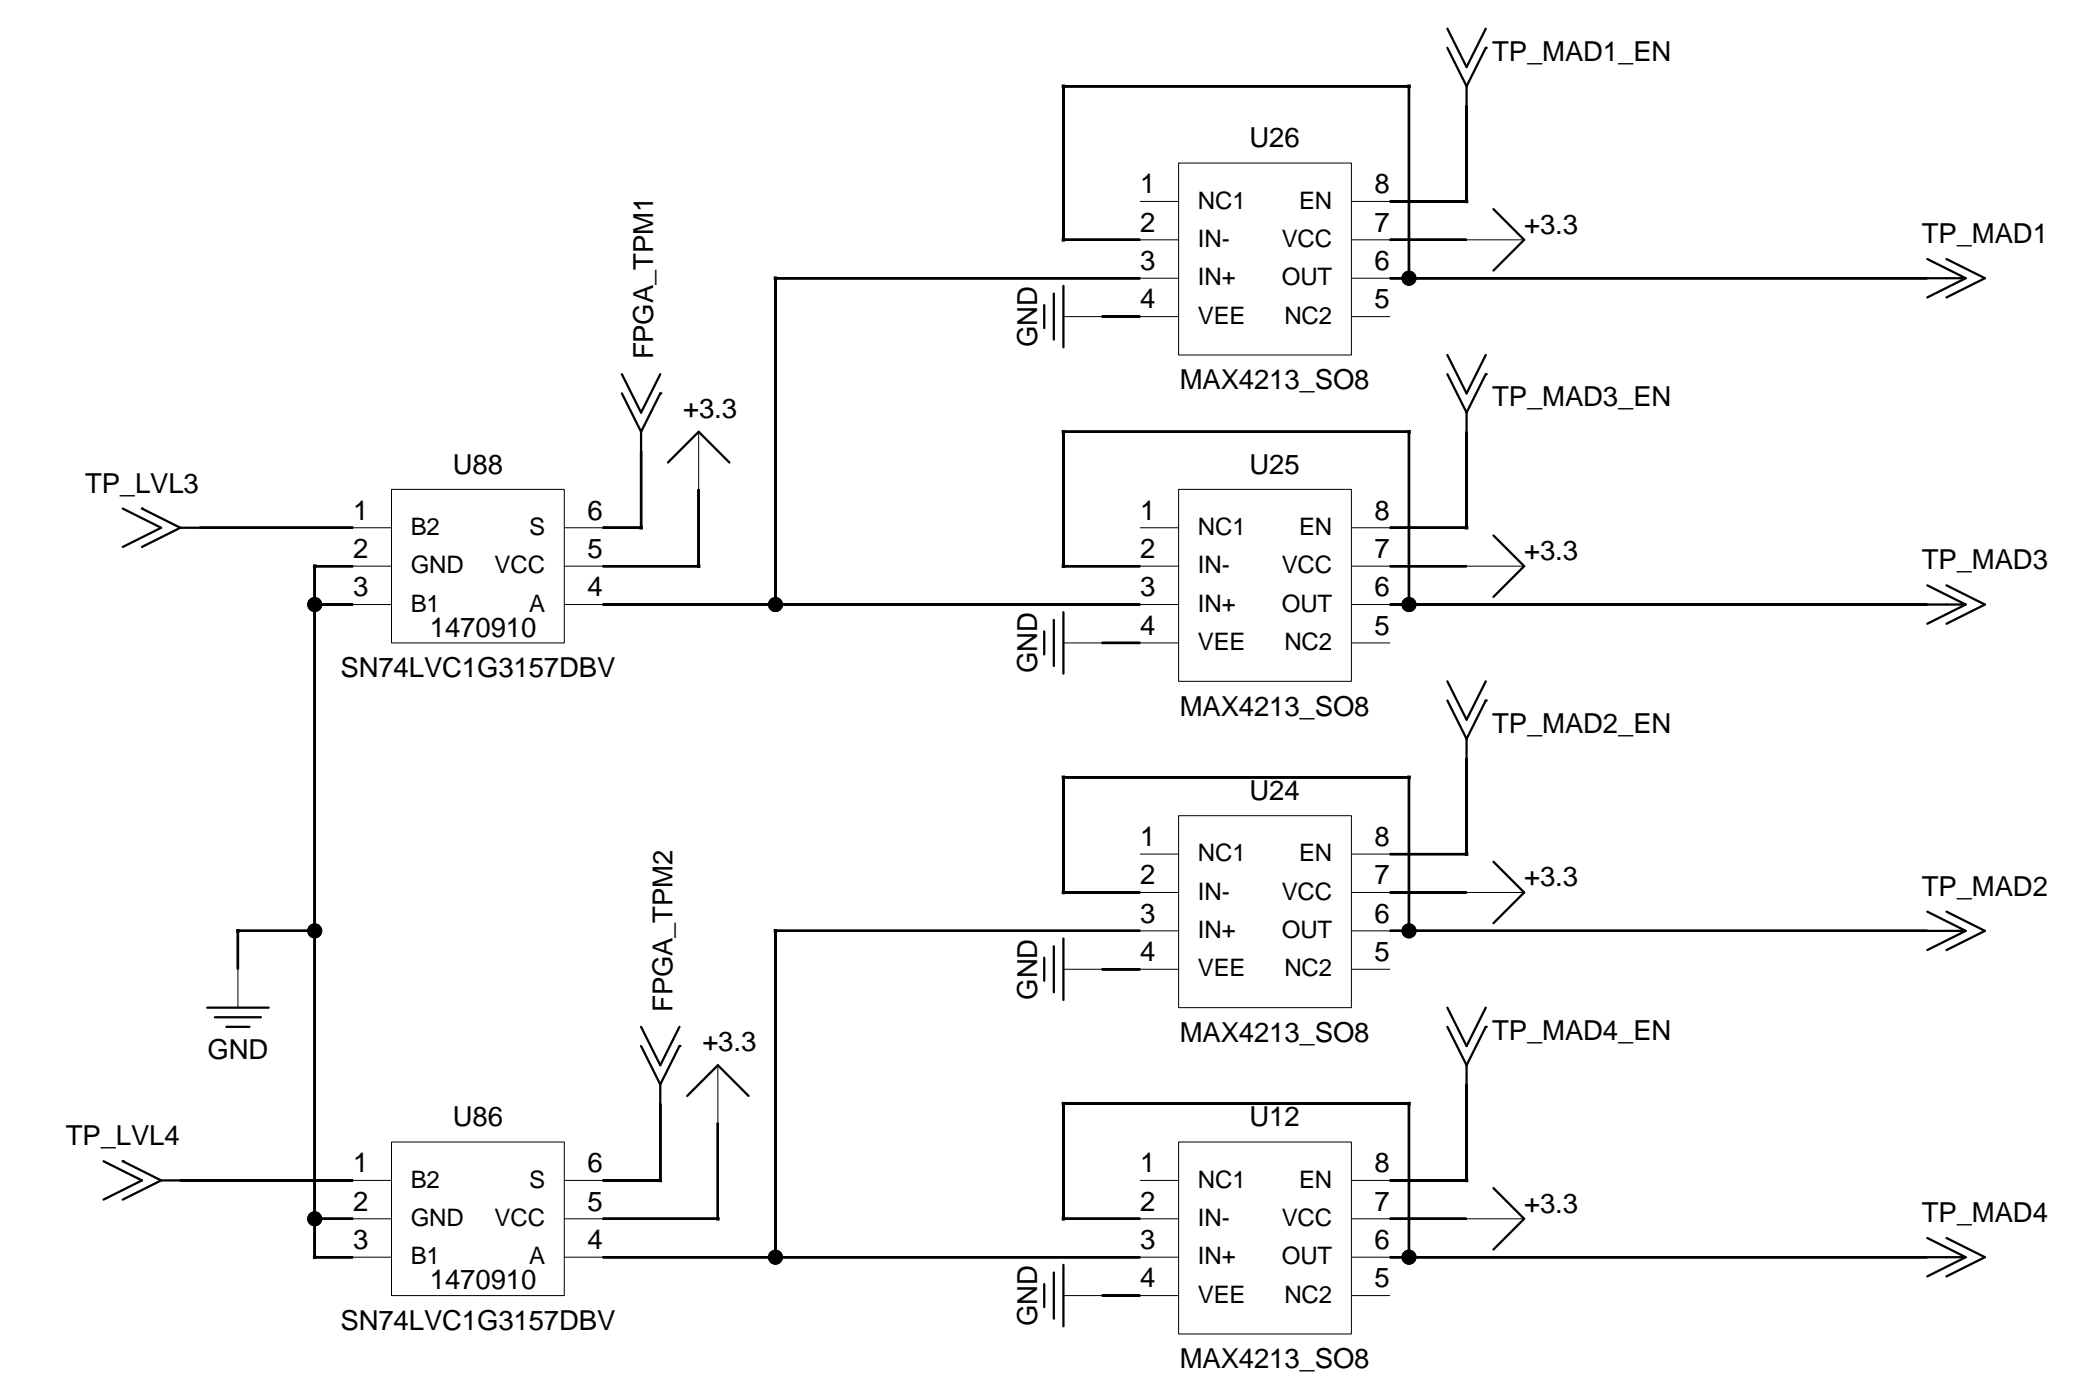 TP_MAD1_EN
U26
1 NC1 EN 8
2 IN- VCC 7 +3.3
3 IN+ OUT 6 TP_MAD1
GND 4 VEE NC2 5
MAX4213_SO8
FPGA_TPM1
+3.3
TP_MAD3_EN
TP_LVL3
U88
1 B2 S 6
2 GND VCC 5
3 B1 A 4
1470910
SN74LVC1G3157DBV
U25
1 NC1 EN 8
2 IN- VCC 7 +3.3
3 IN+ OUT 6 TP_MAD3
GND 4 VEE NC2 5
MAX4213_SO8
TP_MAD2_EN
U24
1 NC1 EN 8
2 IN- VCC 7 +3.3
3 IN+ OUT 6 TP_MAD2
GND 4 VEE NC2 5
MAX4213_SO8
FPGA_TPM2
+3.3
GND
TP_MAD4_EN
TP_LVL4
U86
1 B2 S 6
2 GND VCC 5
3 B1 A 4
1470910
SN74LVC1G3157DBV
U12
1 NC1 EN 8
2 IN- VCC 7 +3.3
3 IN+ OUT 6 TP_MAD4
GND 4 VEE NC2 5
MAX4213_SO8